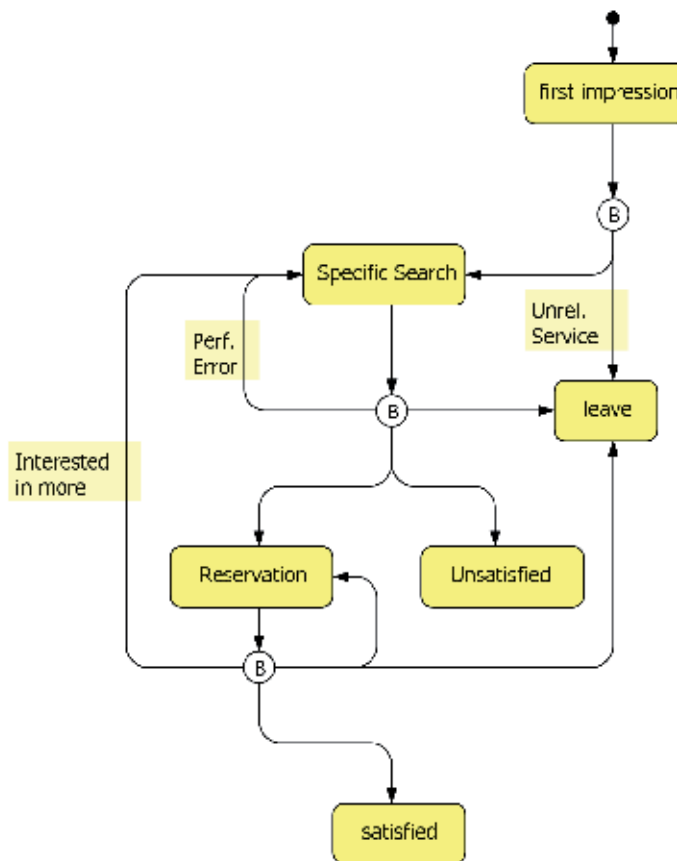 first impression
B
Specific Search
Unrel.
Service
Perf.
Error
B
leave
Interested
in more
Reservation
Unsatisfied
B
satisfied